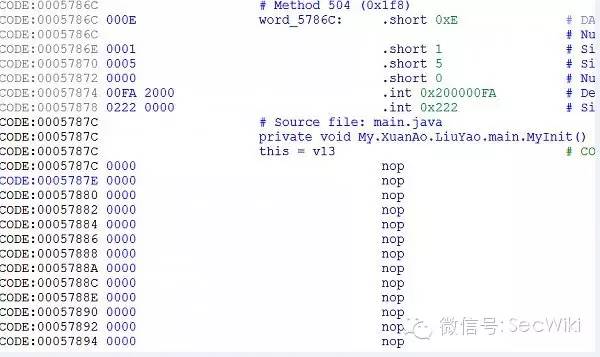 CODE:0005786C # Method 504 (0x1f8)
CODE:0005786C 000E word_5786C: .short 0xE # DA
CODE:0005786C # Nu
CODE:0005786E 0001 .short 1 # Si
CODE:00057870 0005 .short 5 # Si
CODE:00057872 0000 .short 0 # Nu
CODE:00057874 00FA 2000 .int 0x200000FA # De
CODE:00057878 0222 0000 .int 0x222 # Si
CODE:0005787C # Source file: main.java
CODE:0005787C private void My.XuanAo.LiuYao.main.MyInit()
CODE:0005787C this = v13 # CO
CODE:0005787C 0000 nop
CODE:0005787E 0000 nop
CODE:00057880 0000 nop
CODE:00057882 0000 nop
CODE:00057884 0000 nop
CODE:00057886 0000 nop
CODE:00057888 0000 nop
CODE:0005788A 0000 nop
CODE:0005788C 0000 nop
CODE:0005788E 0000 nop
CODE:00057890 0000 nop
CODE:00057892 0000 nop
CODE:00057894 0000 nop
微信号: SecWiki